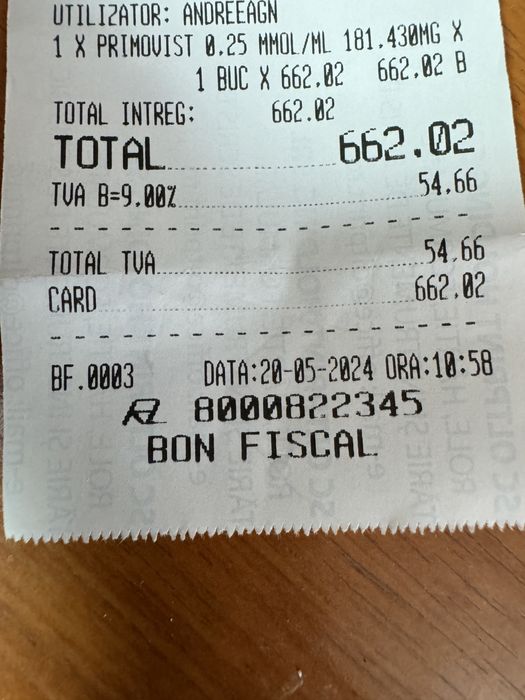 UTILIZATOR: ANDREEAGN
1 X PRIMOVIST 0.25 MMOL/ML 181.430MG X
1 BUC X 662.02 662.02 B
TOTAL INTREG: 662.02
TOTAL 662.02
TVA B=9.00% 54.66
TOTAL TVA 54.66
CARD 662.02
BF.0003 DATA:20-05-2024 ORA:10:58
8000822345
BON FISCAL